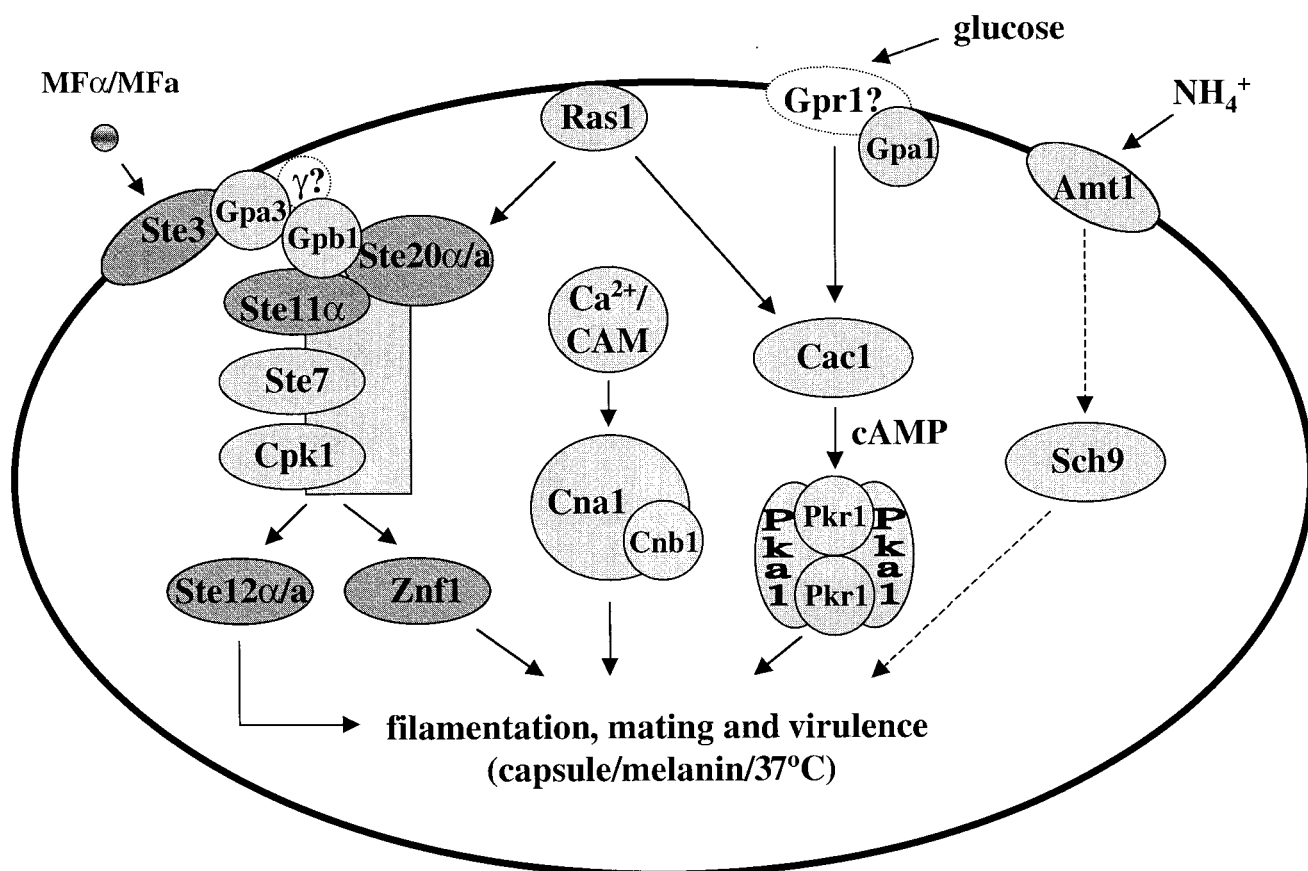 glucose
MFα/MFa
NH₄⁺
Gpr1?
Ras1
Gpa1
γ?
Amt1
Gpa3
Ste3
Gpb1
Ste20α/a
Ste11α
Ca²⁺/
CAM
Cac1
Ste7
cAMP
Cpk1
Sch9
Cna1
Cnb1
Pka1
Pkr1
Pka1
Pkr1
Ste12α/a
Znf1
filamentation, mating and virulence
(capsule/melanin/37ºC)